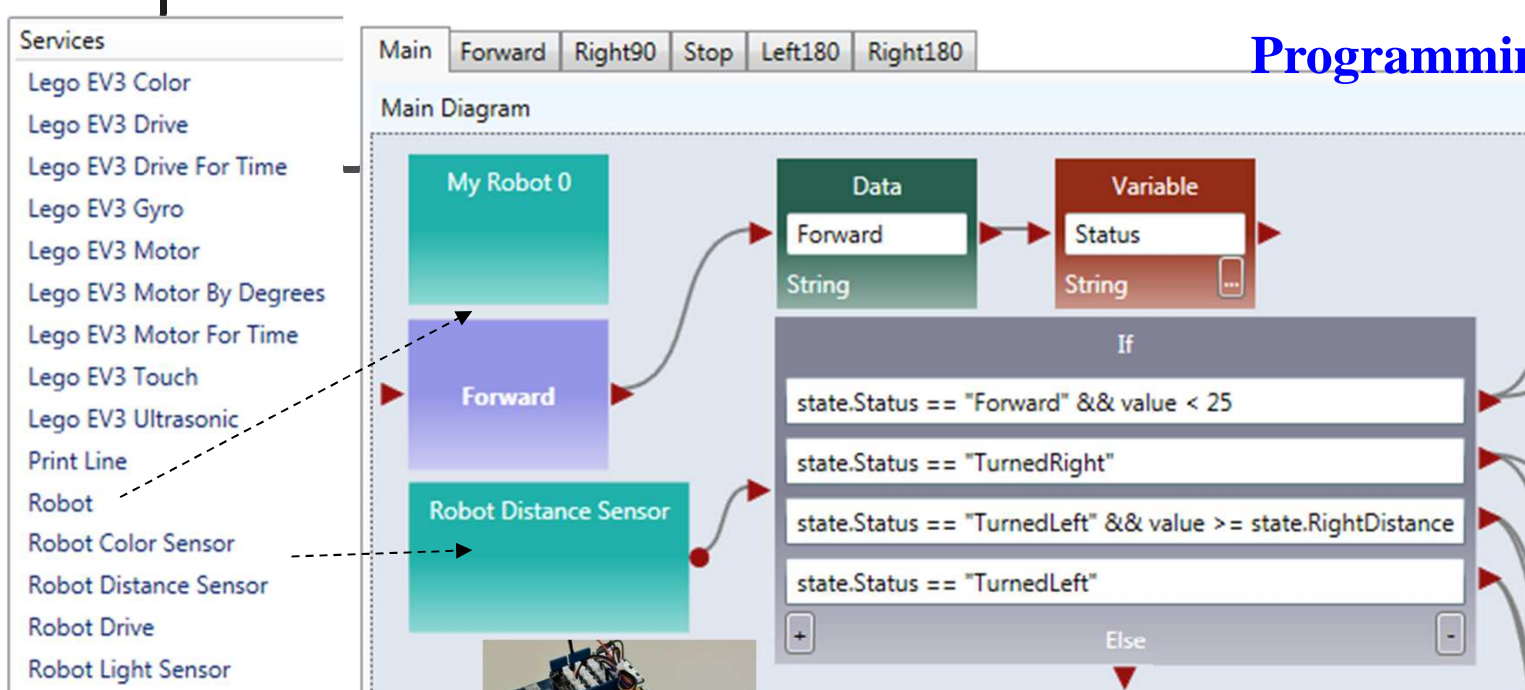 Services
Lego EV3 Color
Lego EV3 Drive
Lego EV3 Drive For Time
Lego EV3 Gyro
Lego EV3 Motor
Lego EV3 Motor By Degrees
Lego EV3 Motor For Time
Lego EV3 Touch
Lego EV3 Ultrasonic
Print Line
Robot
Robot Color Sensor
Robot Distance Sensor
Robot Drive
Robot Light Sensor
Main Forward Right90 Stop Left180 Right180
Main Diagram
My Robot 0
Forward
Robot Distance Sensor
Data
Forward
String
Variable
Status
String
...
If
state.Status == "Forward" && value < 25
state.Status == "TurnedRight"
state.Status == "TurnedLeft" && value >= state.RightDistance
state.Status == "TurnedLeft"
+ Else -